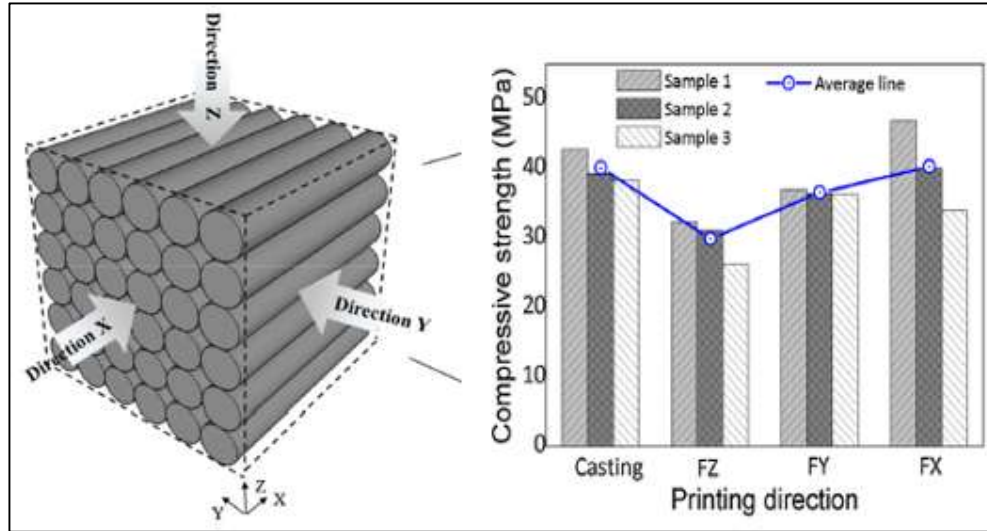 Direction Z
Direction X
Direction Y
Z
Y
X
Compressive strength (MPa)
50
40
30
20
10
0
Sample 1
Sample 2
Sample 3
Average line
Casting
FZ
FY
FX
Printing direction